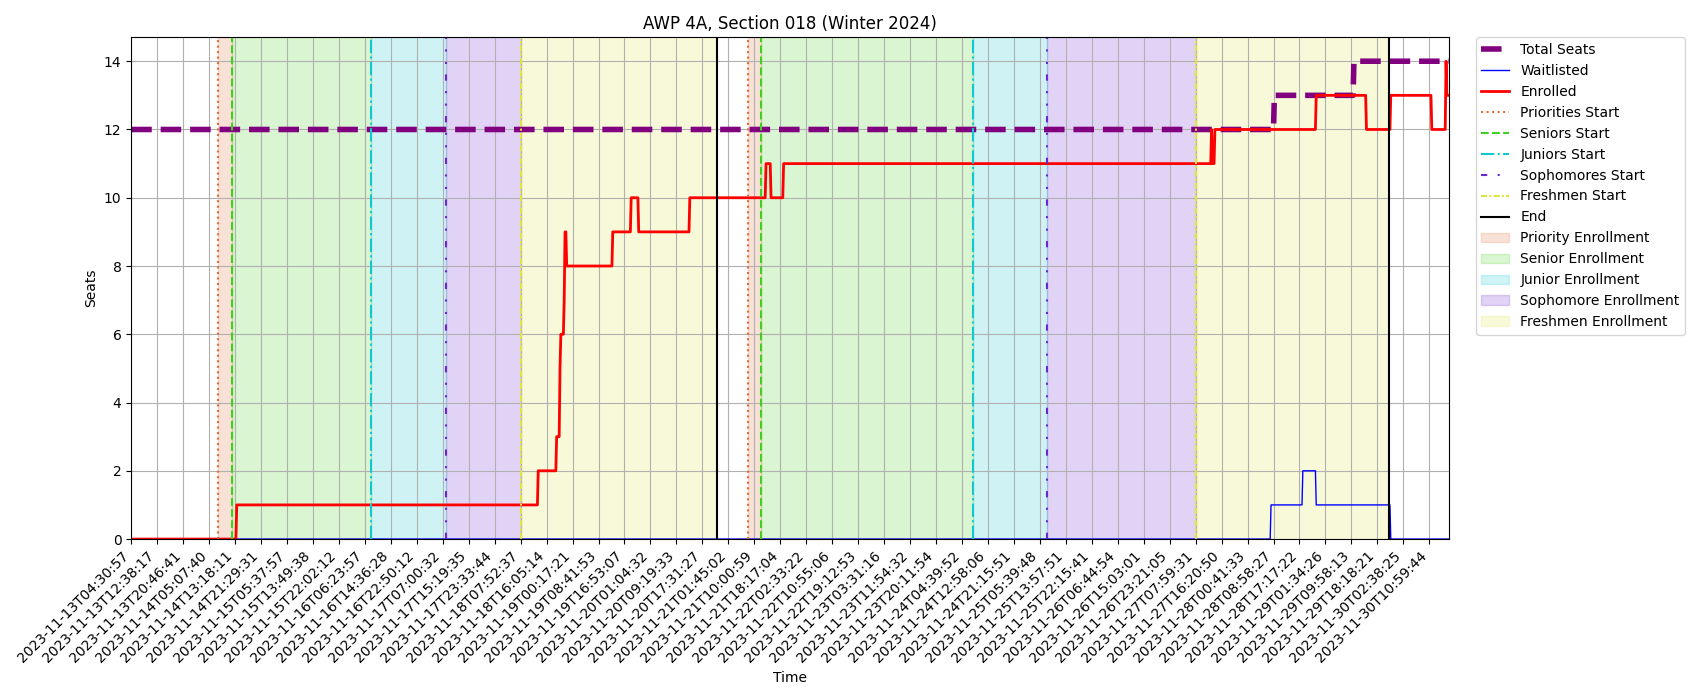 AWP 4A, Section 018 (Winter 2024)
Seats
14
12
10
8
6
4
2
0
2023-11-13T04:30:57
2023-11-13T12:38:17
2023-11-13T20:46:41
2023-11-14T05:07:40
2023-11-14T13:18:11
2023-11-14T21:29:31
2023-11-15T05:37:57
2023-11-15T13:49:38
2023-11-15T22:02:12
2023-11-16T06:23:57
2023-11-16T14:36:28
2023-11-16T22:50:12
2023-11-17T07:00:32
2023-11-17T15:19:35
2023-11-17T23:33:44
2023-11-18T07:52:37
2023-11-18T16:05:14
2023-11-19T00:17:21
2023-11-19T08:41:53
2023-11-19T16:53:07
2023-11-20T01:04:32
2023-11-20T09:19:33
2023-11-20T17:31:27
2023-11-21T01:45:02
2023-11-21T10:00:59
2023-11-21T18:17:04
2023-11-22T02:33:22
2023-11-22T10:55:06
2023-11-22T19:12:53
2023-11-23T03:31:16
2023-11-23T11:54:32
2023-11-23T20:11:54
2023-11-24T04:39:52
2023-11-24T12:58:06
2023-11-24T21:15:51
2023-11-25T05:39:48
2023-11-25T13:57:51
2023-11-25T22:15:41
2023-11-26T06:44:54
2023-11-26T15:03:01
2023-11-26T23:21:05
2023-11-27T07:59:31
2023-11-27T16:20:50
2023-11-28T00:41:33
2023-11-28T08:58:27
2023-11-28T17:17:22
2023-11-29T01:34:26
2023-11-29T09:58:13
2023-11-29T18:18:21
2023-11-30T02:38:25
2023-11-30T10:59:44
Time
Total Seats
Waitlisted
Enrolled
Priorities Start
Seniors Start
Juniors Start
Sophomores Start
Freshmen Start
End
Priority Enrollment
Senior Enrollment
Junior Enrollment
Sophomore Enrollment
Freshmen Enrollment